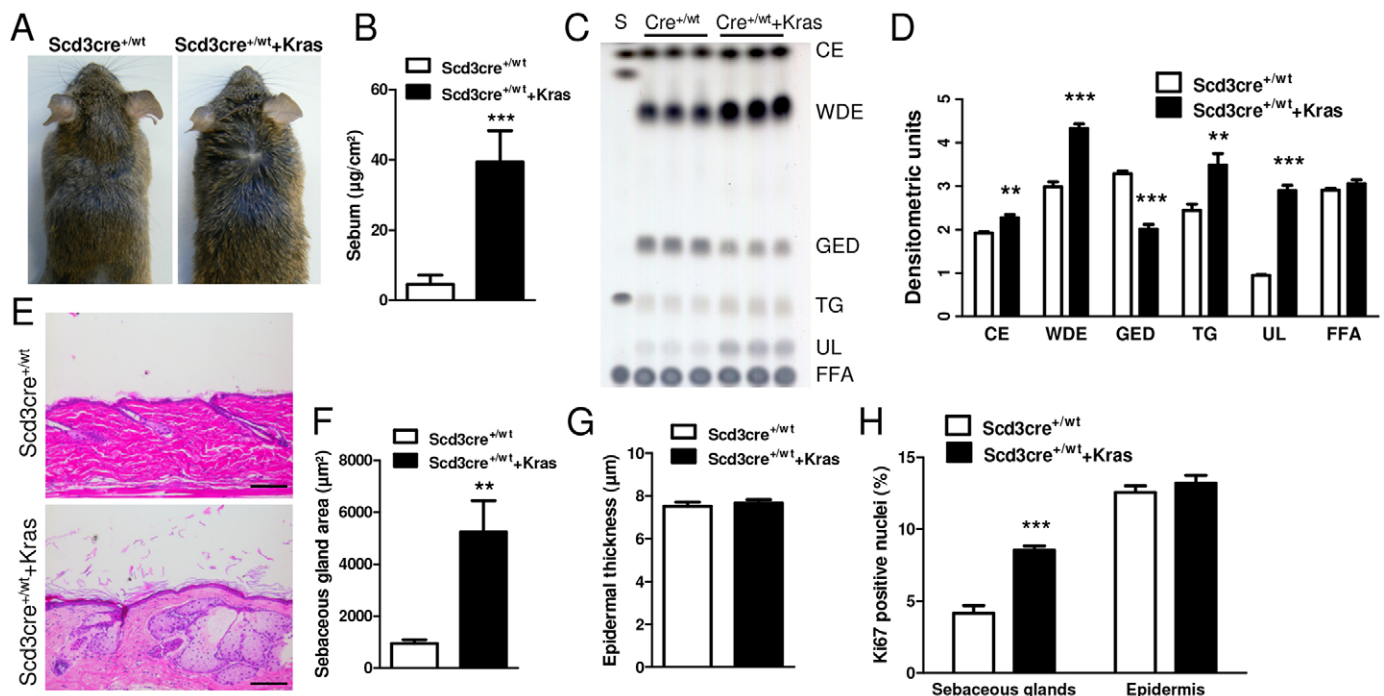 A
Scd3cre+/wt
Scd3cre+/wt+Kras
B
Scd3cre+/wt
Scd3cre+/wt+Kras
Sebum (µg/cm²)
60
40
20
0
***
C
S
Cre+/wt
Cre+/wt+Kras
CE
WDE
GED
TG
UL
FFA
D
Scd3cre+/wt
Scd3cre+/wt+Kras
Densitometric units
5
4
3
2
1
0
**
***
***
**
***
CE WDE GED TG UL FFA
E
Scd3cre+/wt
Scd3cre+/wt+Kras
F
Scd3cre+/wt
Scd3cre+/wt+Kras
Sebaceous gland area (µm²)
8000
6000
4000
2000
0
**
G
Scd3cre+/wt
Scd3cre+/wt+Kras
Epidermal thickness (µm)
10
8
6
4
2
0
H
Scd3cre+/wt
Scd3cre+/wt+Kras
Ki67 positive nuclei (%)
15
10
5
0
***
Sebaceous glands Epidermis